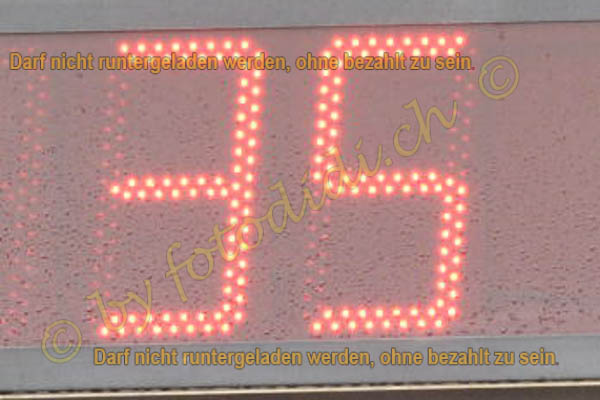 Darf nicht runtergeladen werden, ohne bezahlt zu sein.
35
© by fotodidi.ch ©
Darf nicht runtergeladen werden, ohne bezahlt zu sein.